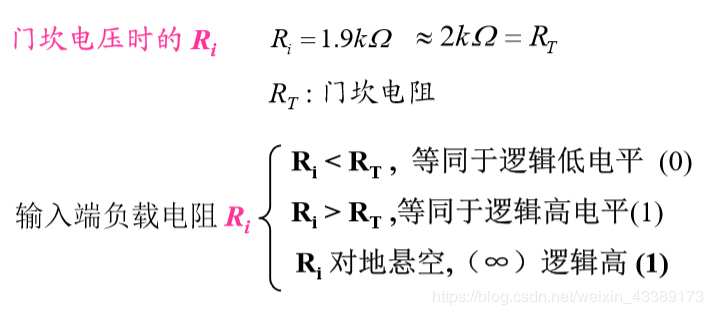 门坎电压时的 Ri Ri = 1.9kΩ ≈ 2kΩ = RT
RT : 门坎电阻
Ri < RT , 等同于逻辑低电平 (0)
输入端负载电阻 Ri { Ri > RT ,等同于逻辑高电平(1)
Ri 对地悬空,（∞）逻辑高 (1)
https://blog.csdn.net/weixin_43389173